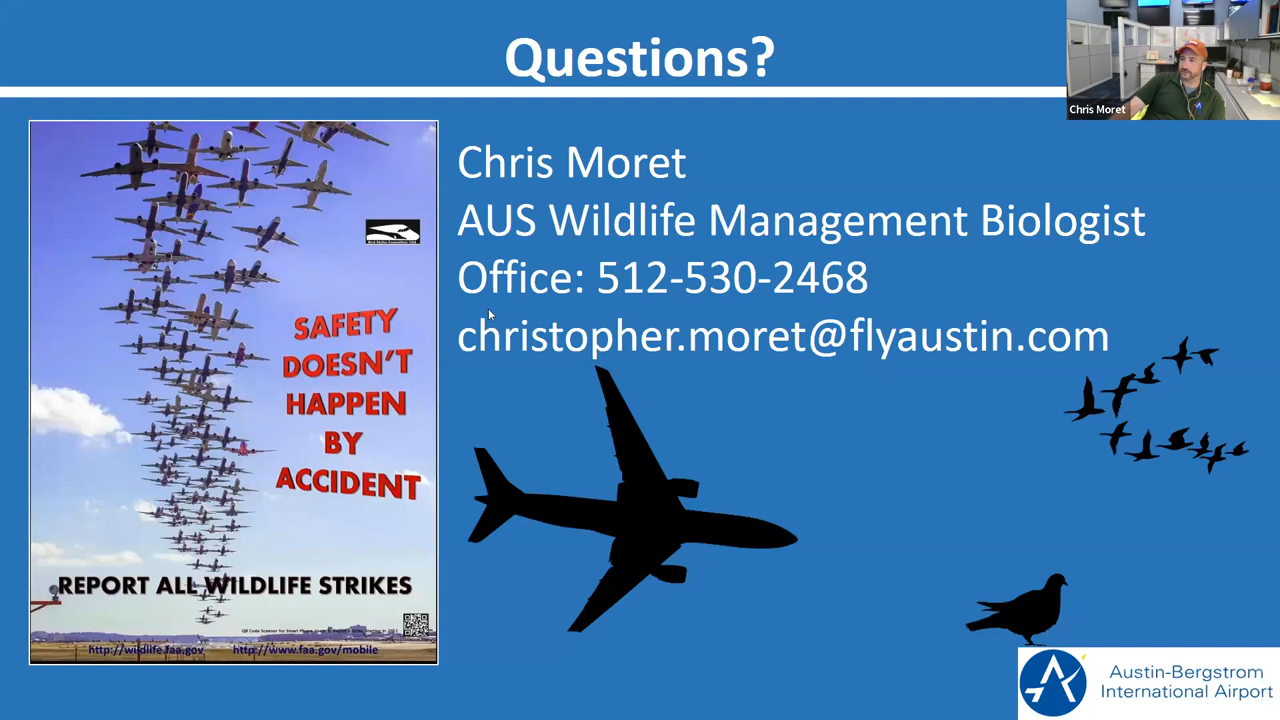 Questions?
Chris Moret
Chris Moret
AUS Wildlife Management Biologist
Office: 512-530-2468
christopher.moret@flyaustin.com
SAFETY
DOESN'T
HAPPEN
BY
ACCIDENT
REPORT ALL WILDLIFE STRIKES
http://wildlife.faa.gov
http://www.faa.gov/mobile
Austin-Bergstrom
International Airport